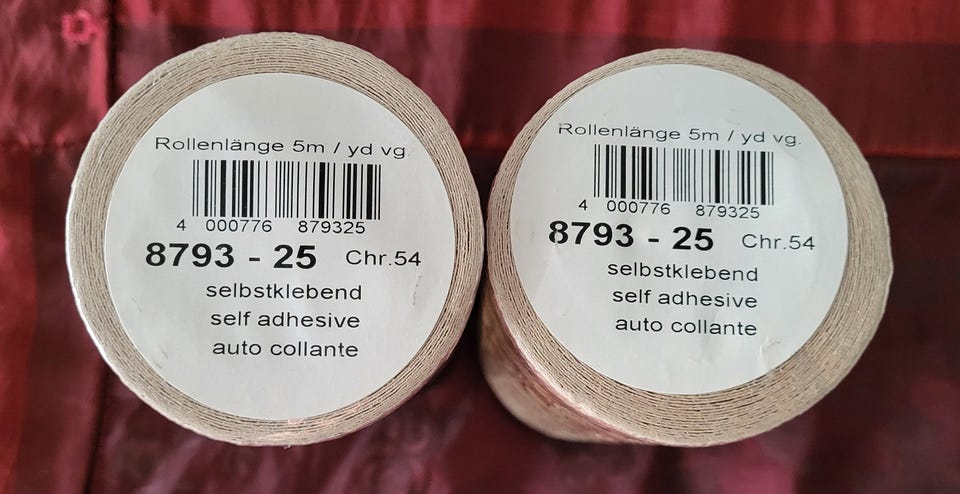 Rollenlänge 5m / yd vg.
4 000776 879325
8793 - 25 Chr.54
selbstklebend
self adhesive
auto collante
Rollenlänge 5m / yd vg.
4 000776 879325
8793 - 25 Chr.54
selbstklebend
self adhesive
auto collante